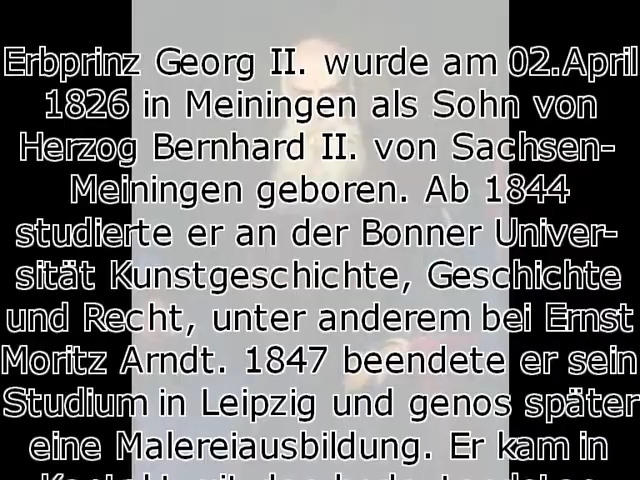 Erbprinz Georg II. wurde am 02.April
1826 in Meiningen als Sohn von
Herzog Bernhard II. von Sachsen-
Meiningen geboren. Ab 1844
studierte er an der Bonner Univer-
sität Kunstgeschichte, Geschichte
und Recht, unter anderem bei Ernst
Moritz Arndt. 1847 beendete er sein
Studium in Leipzig und genos später
eine Malereiausbildung. Er kam in